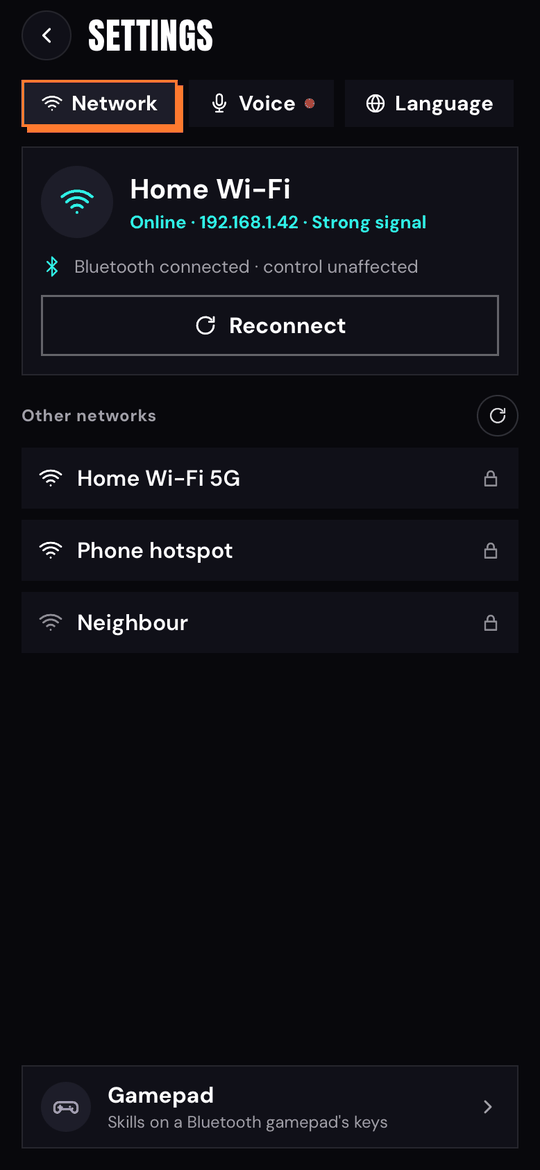 SETTINGS
Network
Voice
Language
Home Wi-Fi
Online · 192.168.1.42 · Strong signal
Bluetooth connected · control unaffected
Reconnect
Other networks
Home Wi-Fi 5G
Phone hotspot
Neighbour
Gamepad
Skills on a Bluetooth gamepad's keys